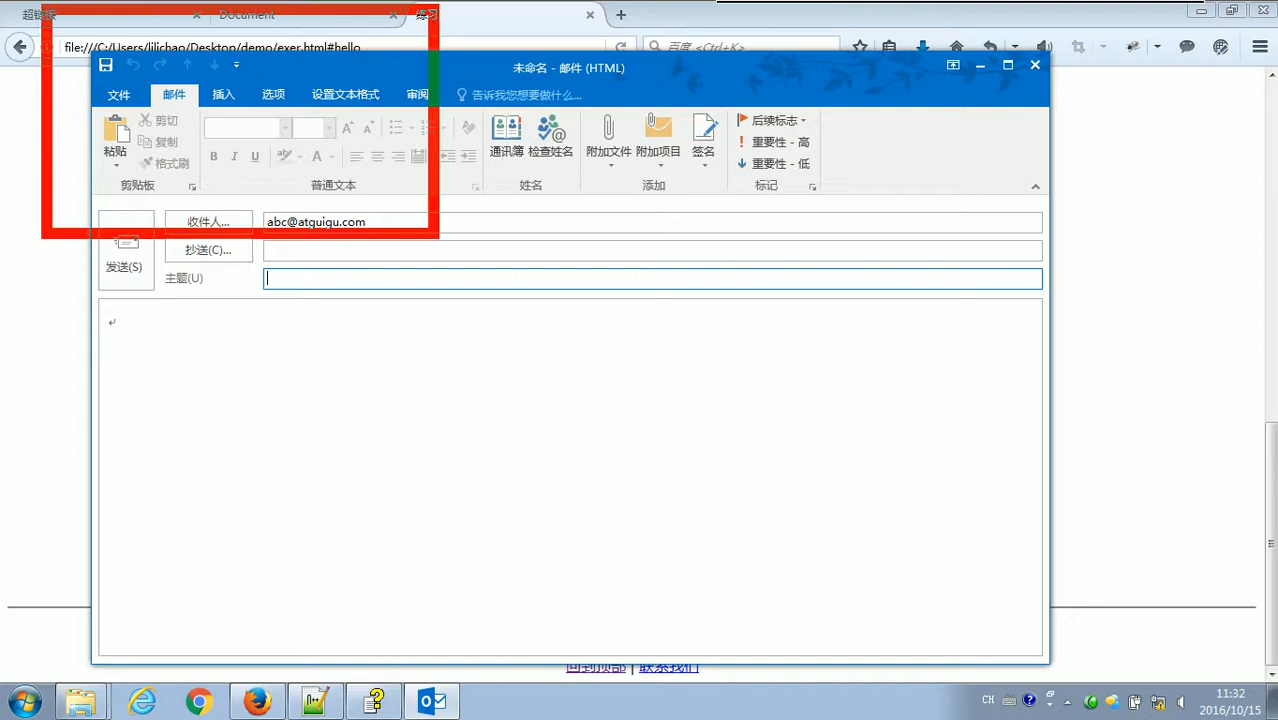 超链接 Document 练习
file:///C:/Users/lilichao/Desktop/demo/exer.html#hello 百度 <Ctrl+K>
未命名 - 邮件 (HTML)
文件 邮件 插入 选项 设置文本格式 审阅 告诉我您想要做什么...
粘贴 剪切 复制 格式刷
B I U aby A A A
通讯簿 检查姓名 附加文件 附加项目 签名
后续标志
重要性 - 高
重要性 - 低
剪贴板 普通文本 姓名 添加 标记
收件人... abc@atguigu.com
抄送(C)...
发送(S)
主题(U)
回到顶部 | 联系我们
CH 11:32
2016/10/15